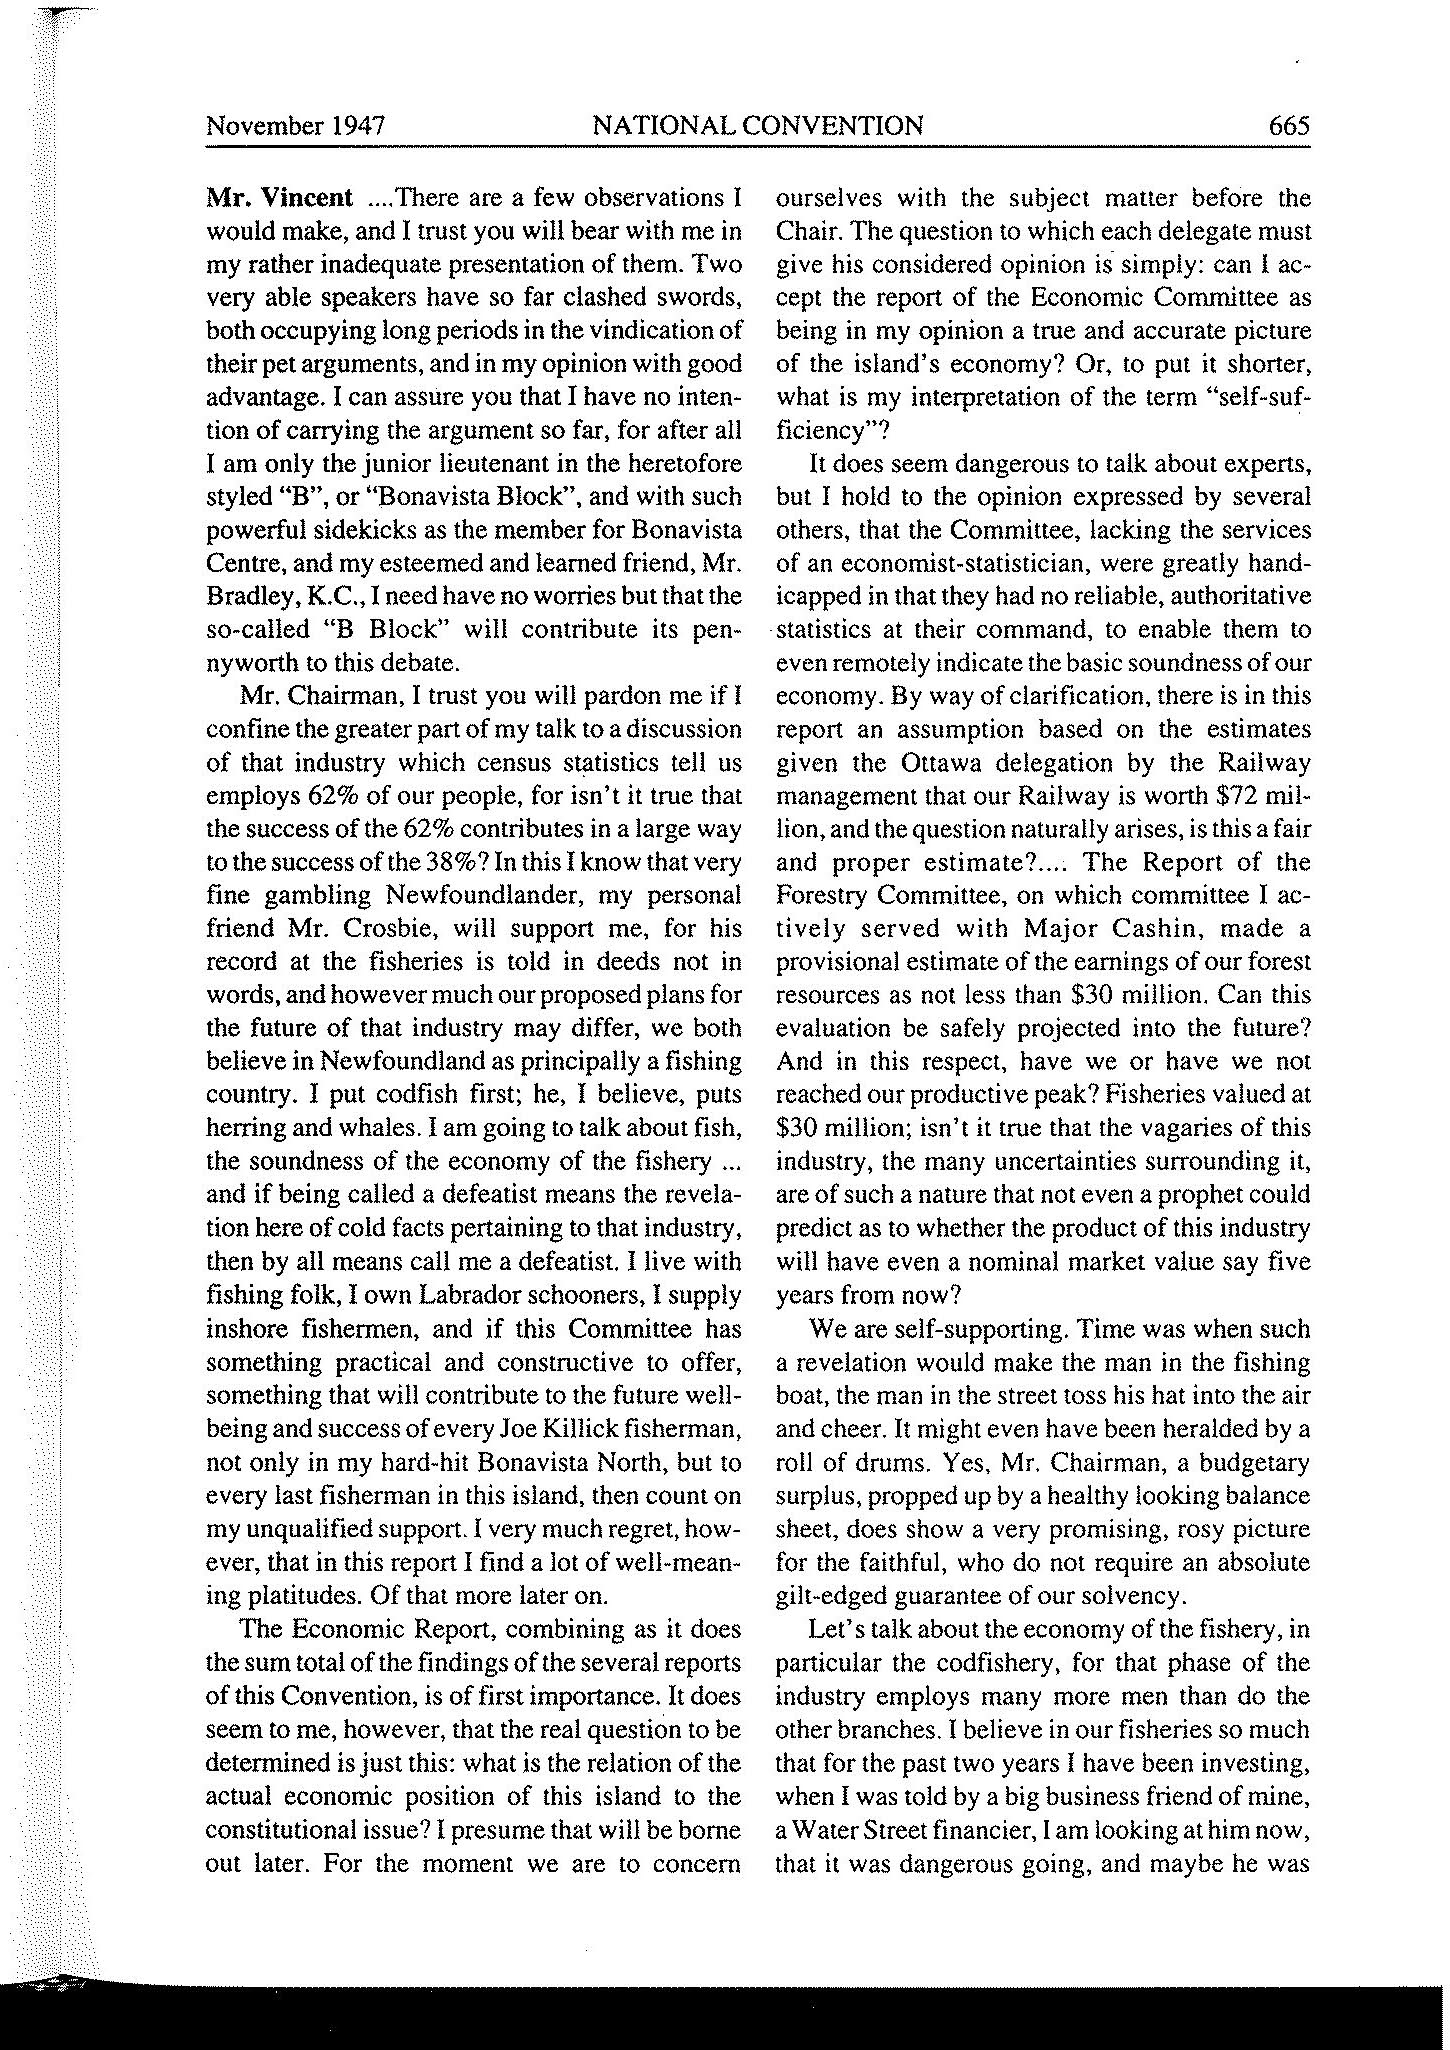 November 1947 NATIONAL CONVENTION 665
Mr. Vincent ....There are a few observations I
would make, and I trust you will bear with me in
my rather inadequate presentation of them. Two
very able speakers have so far clashed swords,
both occupying long periods in the vindication of
their pet arguments, and in my opinion with good
advantage. I can assure you that I have no inten-
tion of carrying the argument so far, for after all
I am only the junior lieutenant in the heretofore
styled “B”, or “Bonavista Block”, and with such
powerful sidekicks as the member for Bonavista
Centre, and my esteemed and learned friend, Mr.
Bradley, K.C., I need have no worries but that the
so-called “B Block” will contribute its pen-
nyworth to this debate.
Mr. Chairman, I trust you will pardon me if I
confine the greater part of my talk to a discussion
of that industry which census statistics tell us
employs 62% of our people, for isn’t it true that
the success of the 62% contributes in a large way
to the success of the 38%? In this I know that very
fine gambling Newfoundlander, my personal
friend Mr. Crosbie, will support me, for his
record at the fisheries is told in deeds not in
words, and however much our proposed plans for
the future of that industry may differ, we both
believe in Newfoundland as principally a fishing
country. I put codfish first; he, I believe, puts
herring and whales. I am going to talk about fish,
the soundness of the economy of the fishery ...
and if being called a defeatist means the revela-
tion here of cold facts pertaining to that industry,
then by all means call me a defeatist. I live with
fishing folk, I own Labrador schooners, I supply
inshore fishermen, and if this Committee has
something practical and constructive to offer,
something that will contribute to the future well-
being and success of every Joe Killick fisherman,
not only in my hard-hit Bonavista North, but to
every last fisherman in this island, then count on
my unqualified support. I very much regret, how-
ever, that in this report I find a lot of well-mean-
ing platitudes. Of that more later on.
The Economic Report, combining as it does
the sum total of the findings of the several reports
of this Convention, is of first importance. It does
seem to me, however, that the real question to be
determined is just this: what is the relation of the
actual economic position of this island to the
constitutional issue? I presume that will be borne
out later. For the moment we are to concern
ourselves with the subject matter before the
Chair. The question to which each delegate must
give his considered opinion is simply: can I ac-
cept the report of the Economic Committee as
being in my opinion a true and accurate picture
of the island’s economy? Or, to put it shorter,
what is my interpretation of the term “self-suf-
ficiency”?
It does seem dangerous to talk about experts,
but I hold to the opinion expressed by several
others, that the Committee, lacking the services
of an economist-statistician, were greatly hand-
icapped in that they had no reliable, authoritative
statistics at their command, to enable them to
even remotely indicate the basic soundness of our
economy. By way of clarification, there is in this
report an assumption based on the estimates
given the Ottawa delegation by the Railway
management that our Railway is worth $72 mil-
lion, and the question naturally arises, is this a fair
and proper estimate?.... The Report of the
Forestry Committee, on which committee I ac-
tively served with Major Cashin, made a
provisional estimate of the earnings of our forest
resources as not less than $30 million. Can this
evaluation be safely projected into the future?
And in this respect, have we or have we not
reached our productive peak? Fisheries valued at
$30 million; isn’t it true that the vagaries of this
industry, the many uncertainties surrounding it,
are of such a nature that not even a prophet could
predict as to whether the product of this industry
will have even a nominal market value say five
years from now?
We are self-supporting. Time was when such
a revelation would make the man in the fishing
boat, the man in the street toss his hat into the air
and cheer. It might even have been heralded by a
roll of drums. Yes, Mr. Chairman, a budgetary
surplus, propped up by a healthy looking balance
sheet, does show a very promising, rosy picture
for the faithful, who do not require an absolute
gilt-edged guarantee of our solvency.
Let’s talk about the economy of the fishery, in
particular the codfishery, for that phase of the
industry employs many more men than do the
other branches. I believe in our fisheries so much
that for the past two years I have been investing,
when I was told by a big business friend of mine,
a Water Street financier, I am looking at him now,
that it was dangerous going, and maybe he was